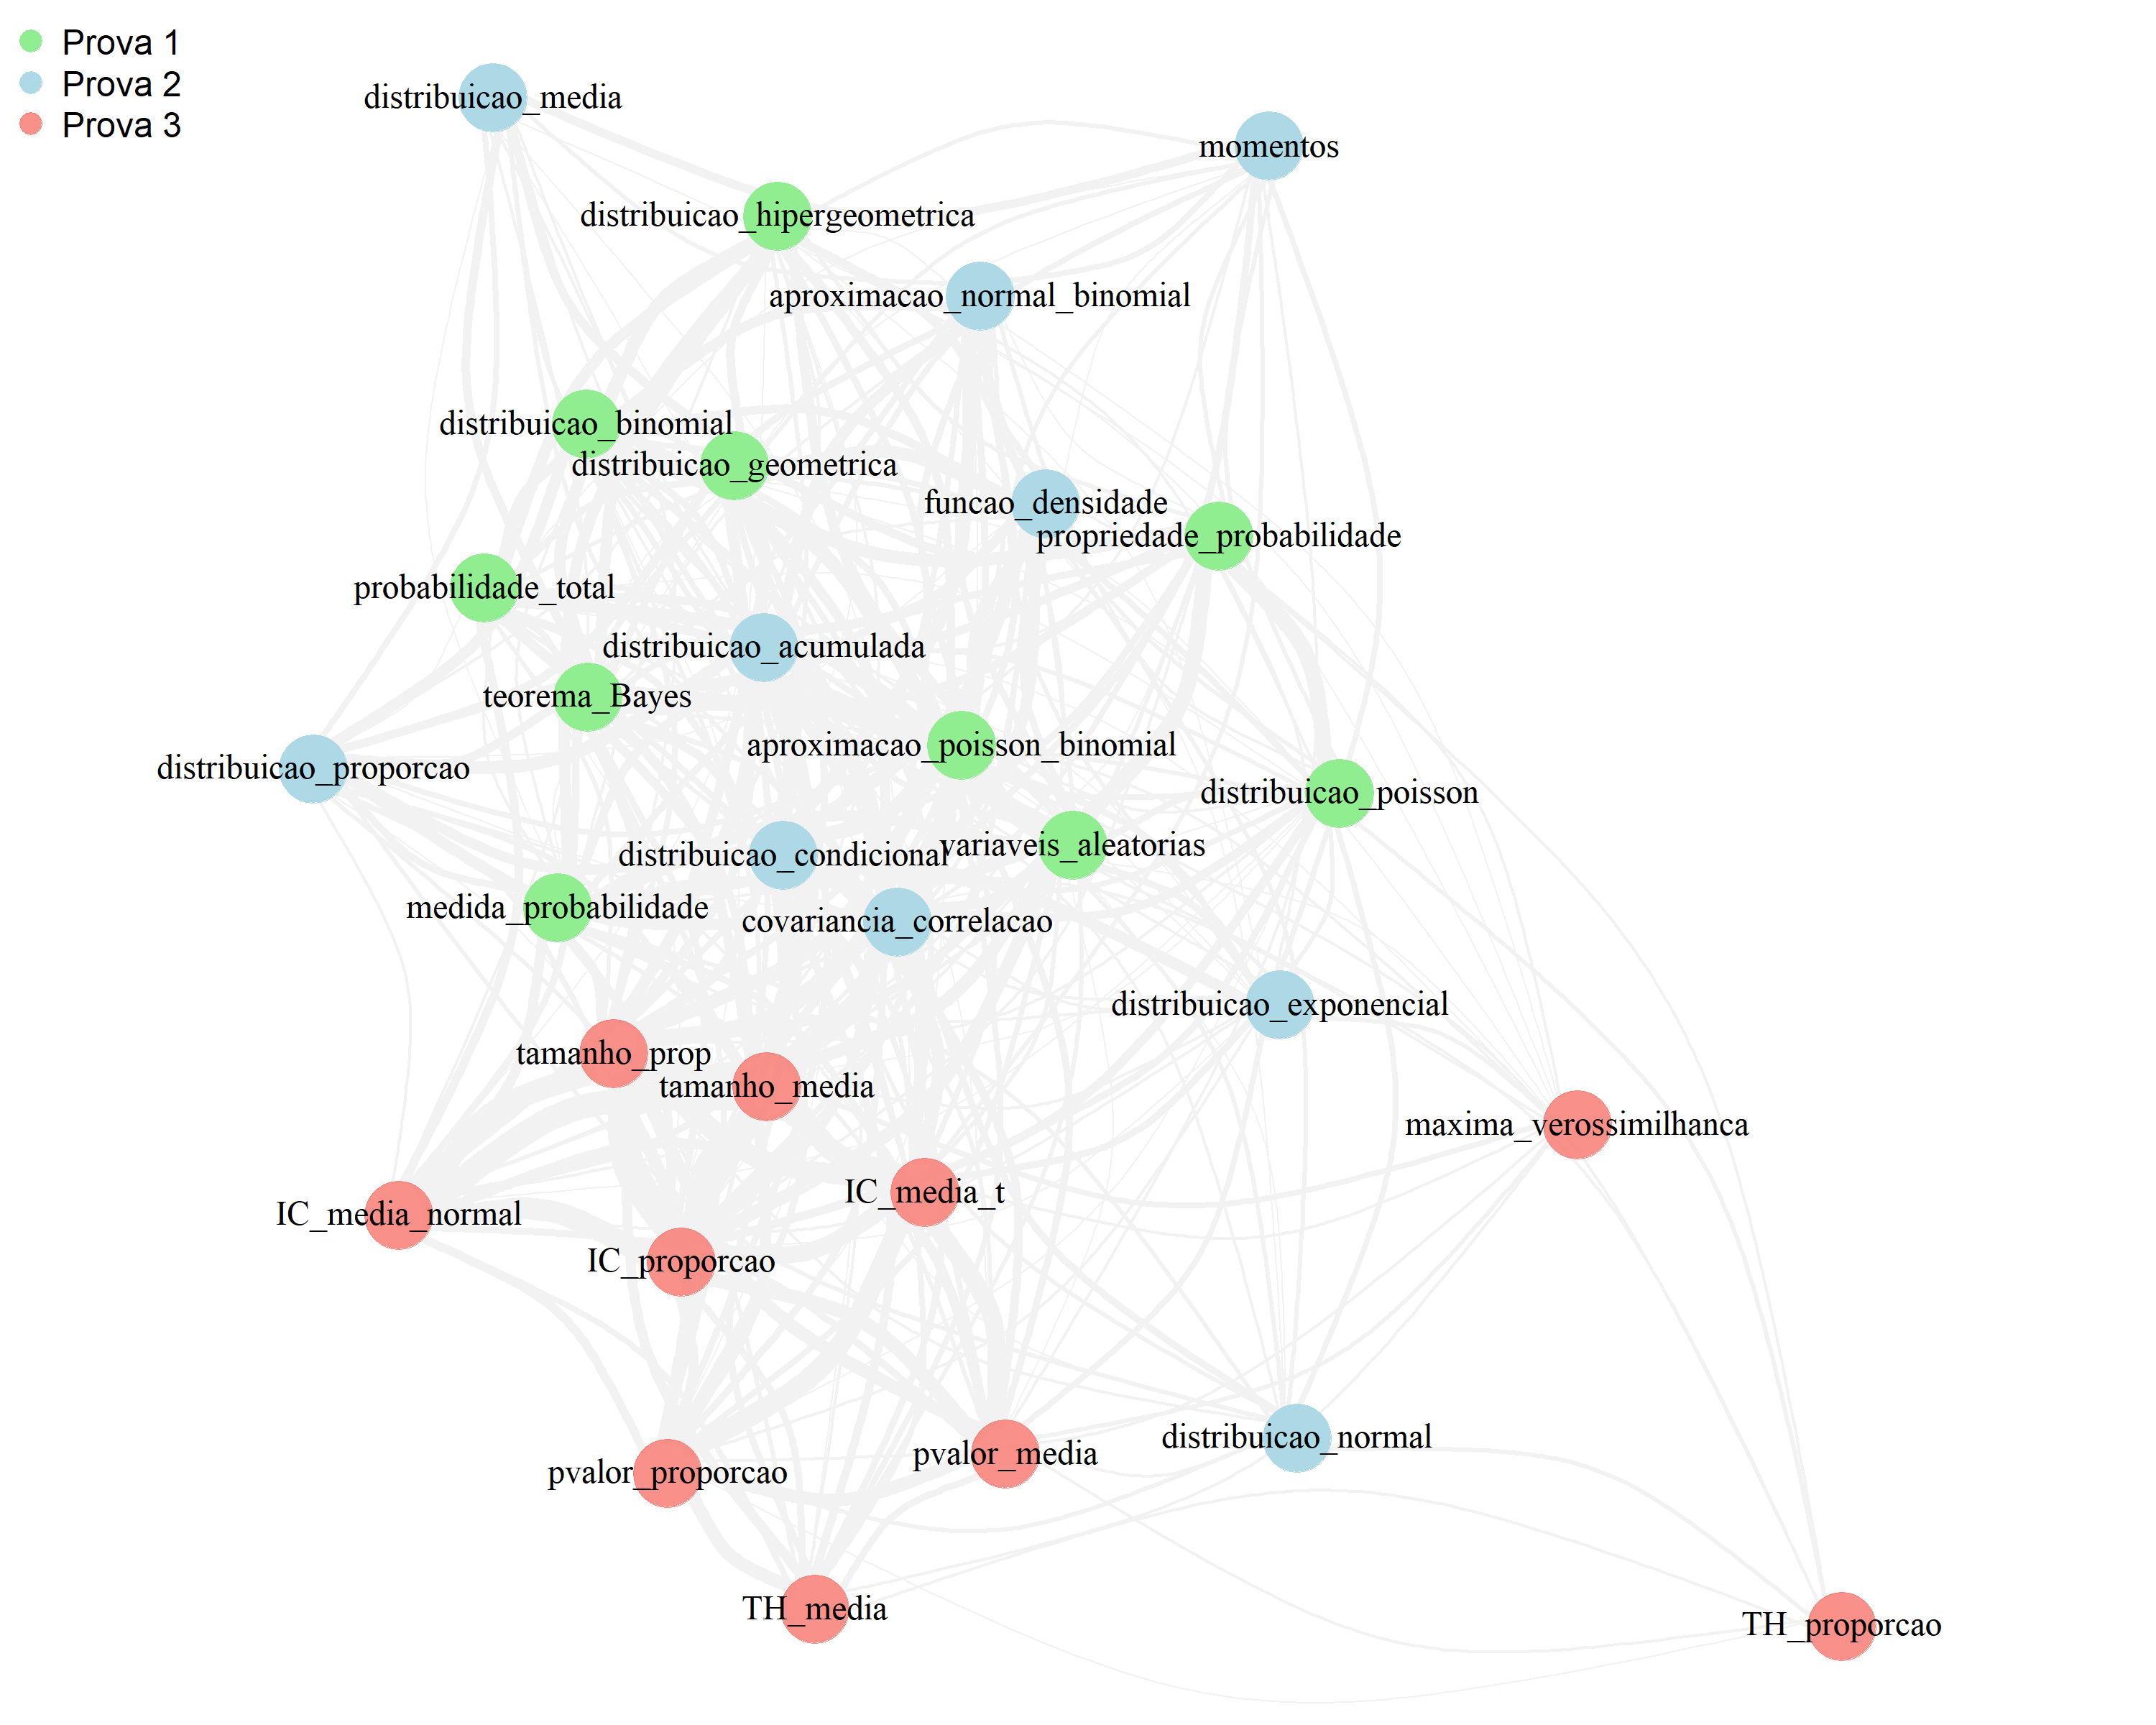 Prova 1
Prova 2
Prova 3
distribuicao_media
momentos
distribuicao_hipergeometrica
aproximacao_normal_binomial
distribuicao_binomial
distribuicao_geometrica
funcao_densidade
propriedade_probabilidade
probabilidade_total
distribuicao_acumulada
teorema_Bayes
aproximacao_poisson_binomial
distribuicao_proporcao
distribuicao_poisson
variaveis_aleatorias
distribuicao_condicional
medida_probabilidade
covariancia_correlacao
distribuicao_exponencial
tamanho_prop
tamanho_media
maxima_verossimilhanca
IC_media_t
IC_media_normal
IC_proporcao
distribuicao_normal
pvalor_media
pvalor_proporcao
TH_media
TH_proporcao